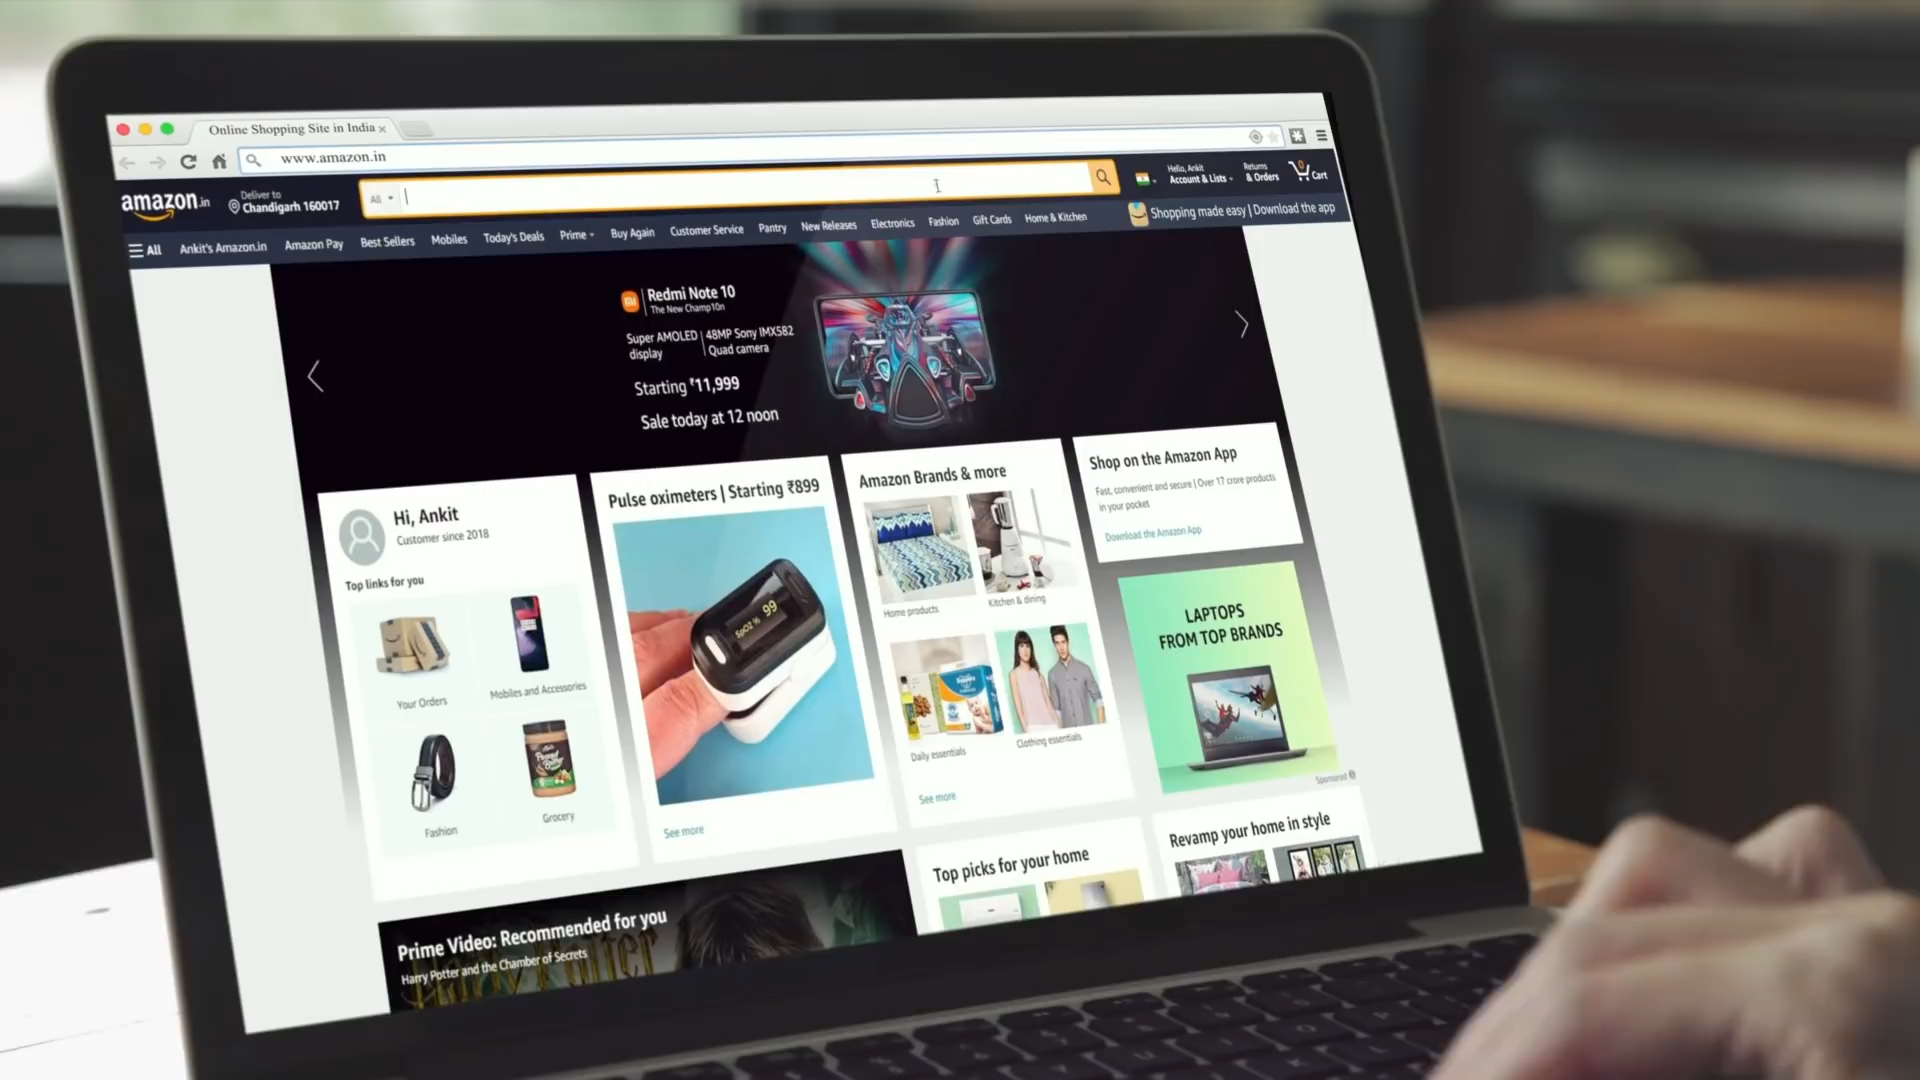 Online Shopping Site in India
www.amazon.in
amazon.in
Deliver to
Chandigarh 160017
All
Hello, Ankit
Account & Lists
Returns
& Orders
0
Cart
All
Ankit's Amazon.in
Amazon Pay
Best Sellers
Mobiles
Today's Deals
Prime
Buy Again
Customer Service
Pantry
New Releases
Electronics
Fashion
Gift Cards
Home & Kitchen
Shopping made easy | Download the app
Redmi Note 10
The New Champ10n
Super AMOLED
display
48MP Sony IMX582
Quad camera
Starting ₹11,999
Sale today at 12 noon
Hi, Ankit
Customer since 2018
Top links for you
Your Orders
Mobiles and Accessories
Fashion
Grocery
Pulse oximeters | Starting ₹899
SpO2 % 99
See more
Amazon Brands & more
Home products
Kitchen & dining
Daily essentials
Clothing essentials
See more
Shop on the Amazon App
Fast, convenient and secure | Over 17 crore products
in your pocket
Download the Amazon App
LAPTOPS
FROM TOP BRANDS
Sponsored
Prime Video: Recommended for you
Harry Potter and the Chamber of Secrets
Top picks for your home
Revamp your home in style